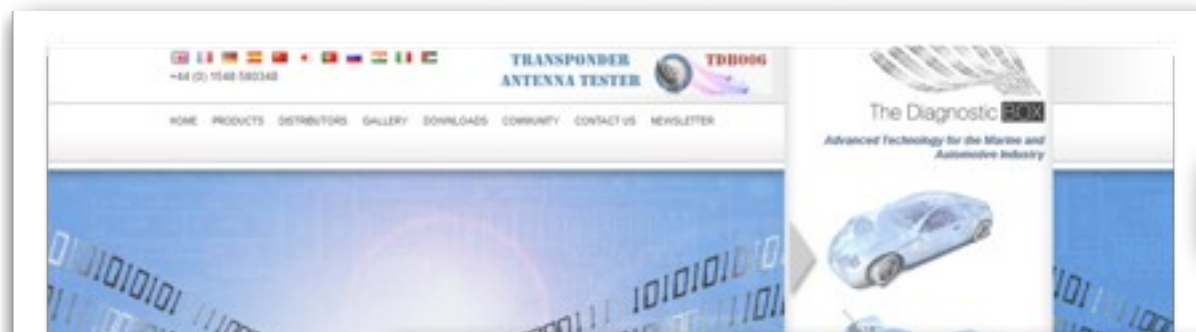 +44 (0) 1548 580348
TRANSPONDER
ANTENNA TESTER
TDB006
HOME PRODUCTS DISTRIBUTORS GALLERY DOWNLOADS COMMUNITY CONTACT US NEWSLETTER
The Diagnostic BOX
Advanced Technology for the Marine and
Automotive Industry